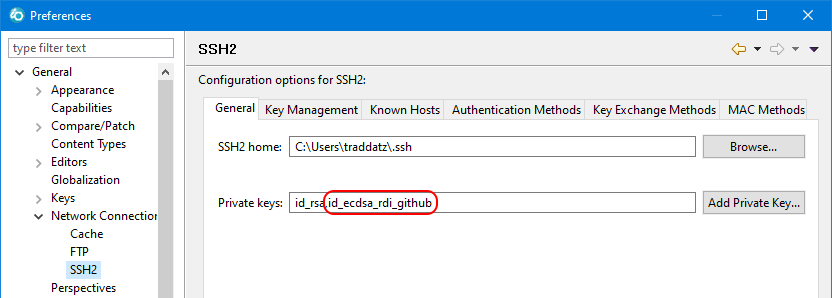 Preferences
type filter text
General
Appearance
Capabilities
Compare/Patch
Content Types
Editors
Globalization
Keys
Network Connection
Cache
FTP
SSH2
Perspectives
SSH2
Configuration options for SSH2:
General Key Management Known Hosts Authentication Methods Key Exchange Methods MAC Methods
SSH2 home: C:\Users\traddatz\.ssh Browse...
Private keys: id_rsa,id_ecdsa_rdi_github Add Private Key...